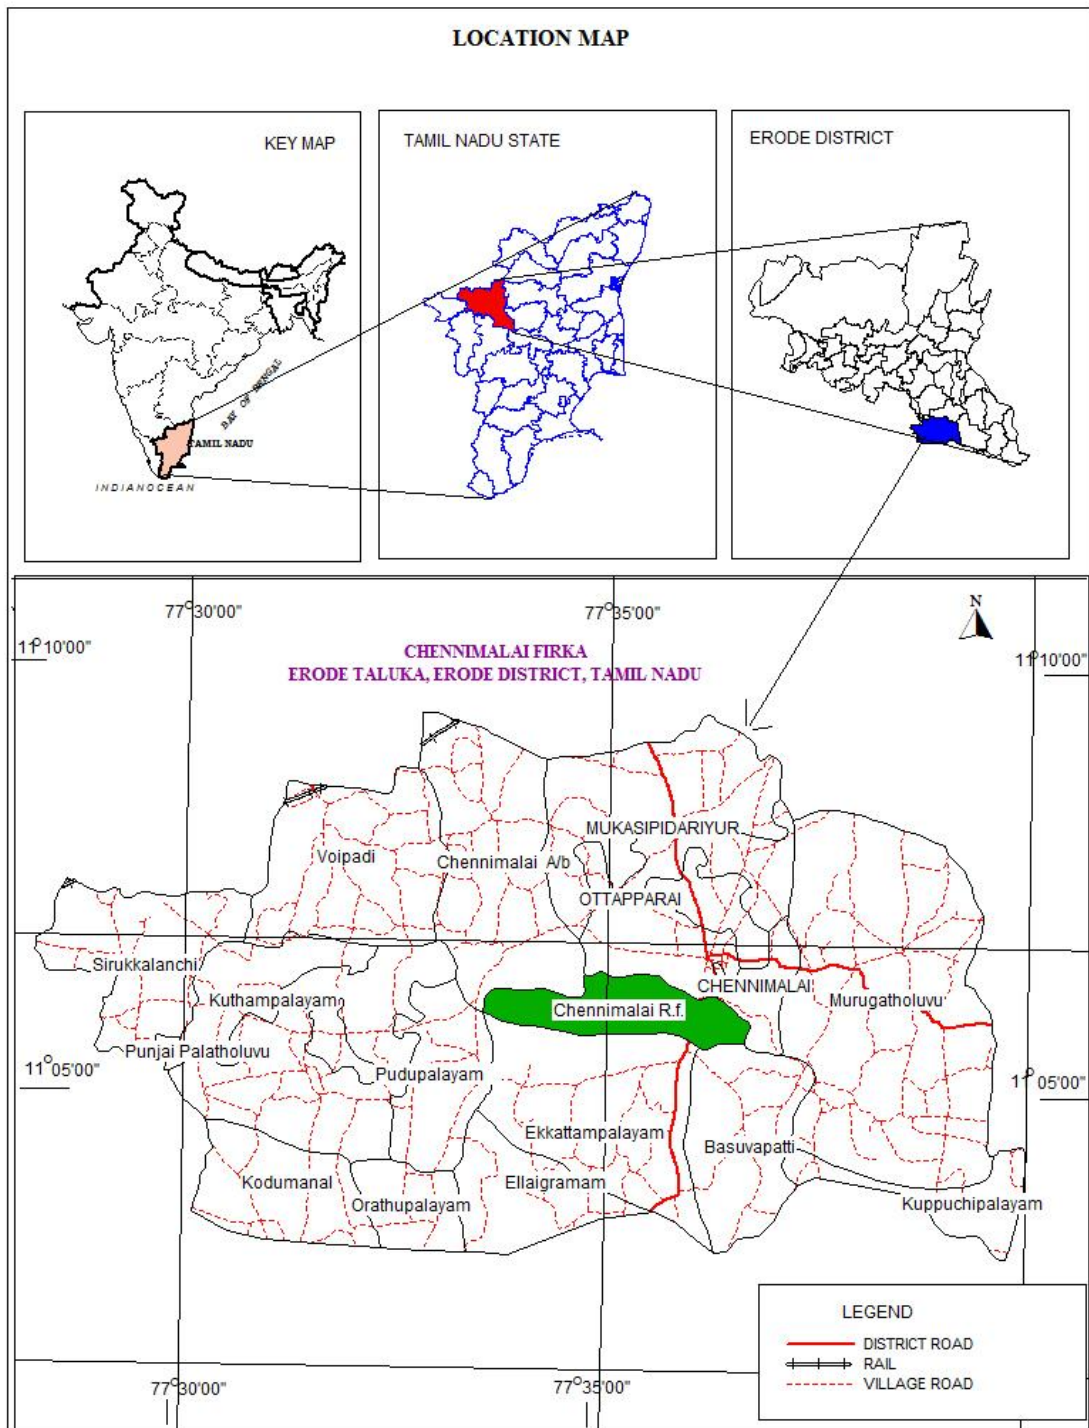 LOCATION MAP
KEY MAP
TAMIL NADU STATE
ERODE DISTRICT
BAY OF BENGAL
TAMIL NADU
INDIANOCEAN
77°30'00"
77°35'00"
N
11°10'00"
11°10'00"
CHENNIMALAI FIRKA
ERODE TALUKA, ERODE DISTRICT, TAMIL NADU
MUKASIPIDARIYUR
Voipadi
Chennimalai A/b
OTTAPPARAI
Sirukkalanchi
CHENNIMALAI
Kuthampalayam
Chennimalai R.f.
Murugatholuvu
Punjai Palatholuvu
Pudupalayam
11°05'00"
11°05'00"
Ekkattampalayam
Basuvapatti
Kodumanal
Ellaigramam
Orathupalayam
Kuppuchipalayam
LEGEND
DISTRICT ROAD
RAIL
VILLAGE ROAD
77°30'00"
77°35'00"